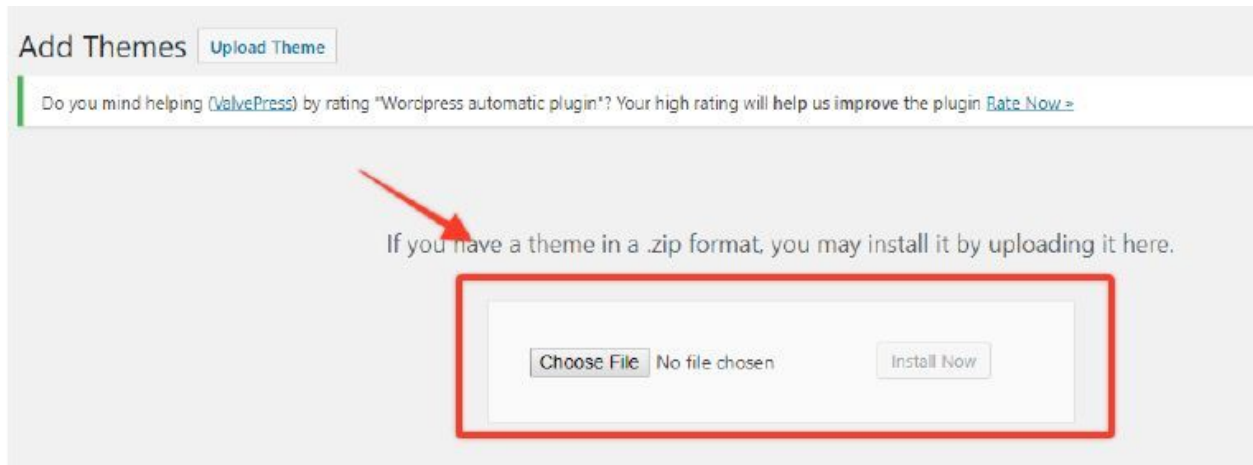 Add Themes Upload Theme
Do you mind helping (ValvePress) by rating "Wordpress automatic plugin"? Your high rating will help us improve the plugin Rate Now »
If you have a theme in a .zip format, you may install it by uploading it here.
Choose File No file chosen Install Now